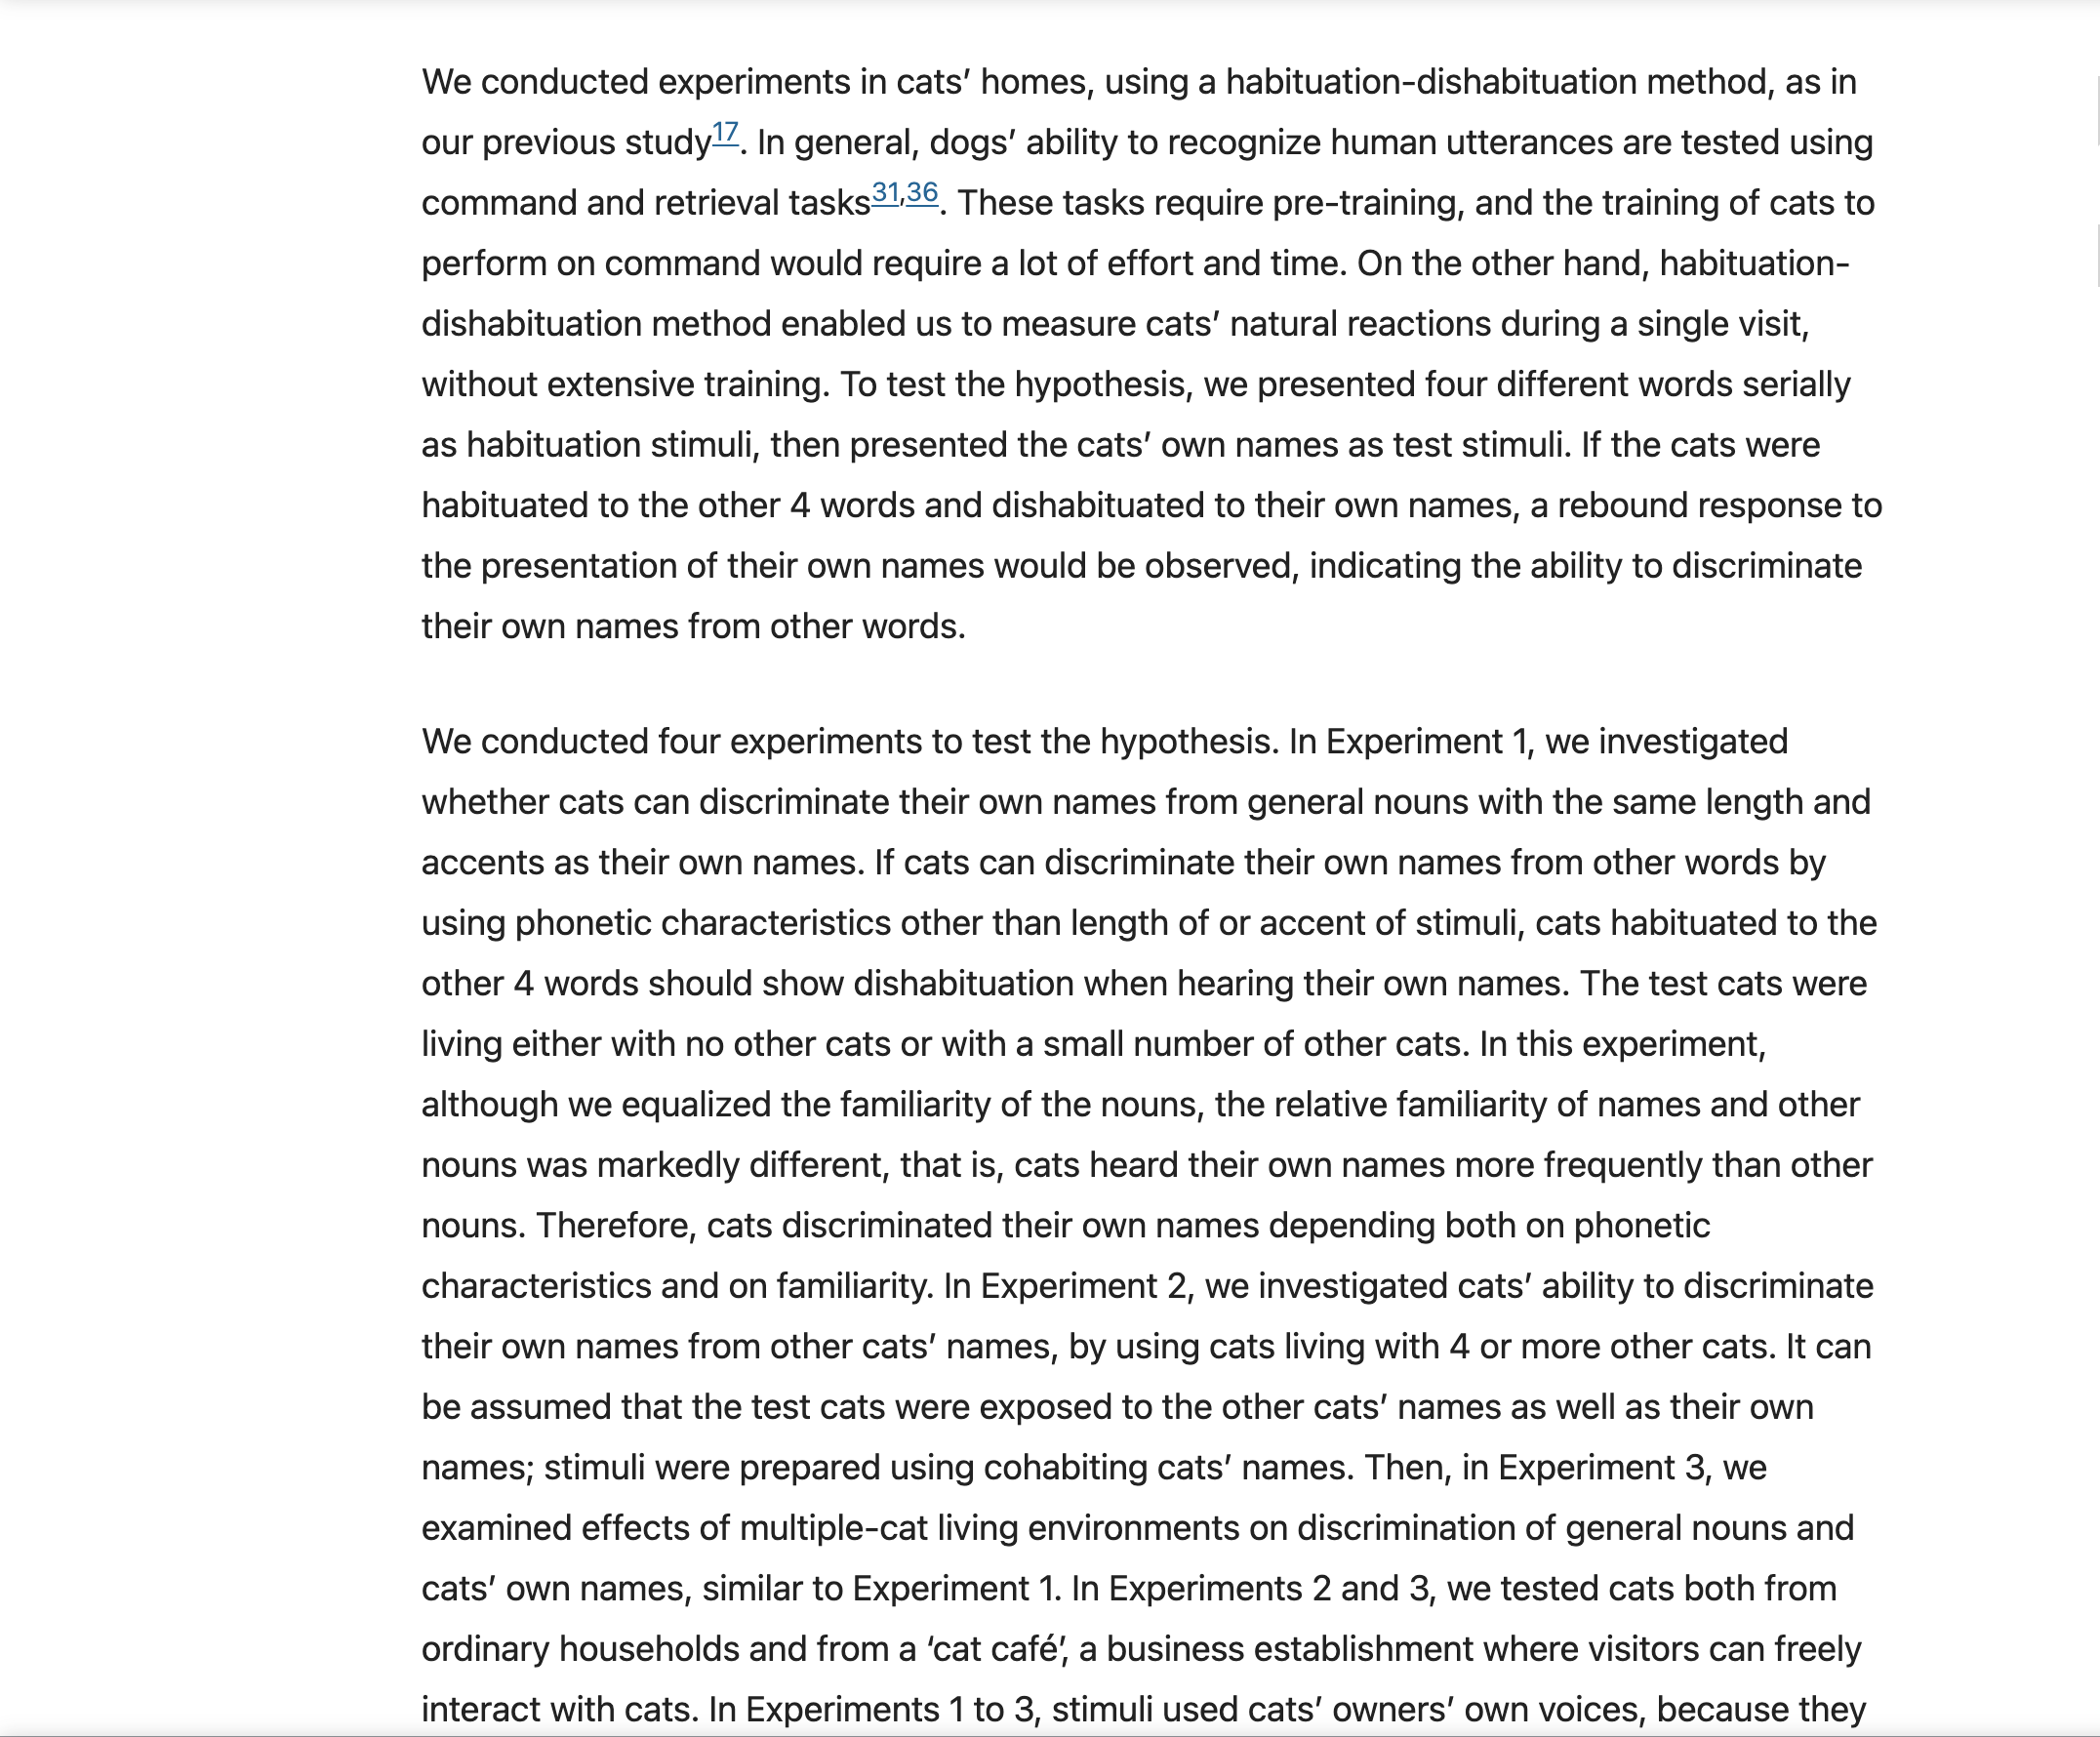 We conducted experiments in cats’ homes, using a habituation-dishabituation method, as in
our previous study17. In general, dogs’ ability to recognize human utterances are tested using
command and retrieval tasks31,36. These tasks require pre-training, and the training of cats to
perform on command would require a lot of effort and time. On the other hand, habituation-
dishabituation method enabled us to measure cats’ natural reactions during a single visit,
without extensive training. To test the hypothesis, we presented four different words serially
as habituation stimuli, then presented the cats’ own names as test stimuli. If the cats were
habituated to the other 4 words and dishabituated to their own names, a rebound response to
the presentation of their own names would be observed, indicating the ability to discriminate
their own names from other words.
We conducted four experiments to test the hypothesis. In Experiment 1, we investigated
whether cats can discriminate their own names from general nouns with the same length and
accents as their own names. If cats can discriminate their own names from other words by
using phonetic characteristics other than length of or accent of stimuli, cats habituated to the
other 4 words should show dishabituation when hearing their own names. The test cats were
living either with no other cats or with a small number of other cats. In this experiment,
although we equalized the familiarity of the nouns, the relative familiarity of names and other
nouns was markedly different, that is, cats heard their own names more frequently than other
nouns. Therefore, cats discriminated their own names depending both on phonetic
characteristics and on familiarity. In Experiment 2, we investigated cats’ ability to discriminate
their own names from other cats’ names, by using cats living with 4 or more other cats. It can
be assumed that the test cats were exposed to the other cats’ names as well as their own
names; stimuli were prepared using cohabiting cats’ names. Then, in Experiment 3, we
examined effects of multiple-cat living environments on discrimination of general nouns and
cats’ own names, similar to Experiment 1. In Experiments 2 and 3, we tested cats both from
ordinary households and from a ‘cat café’, a business establishment where visitors can freely
interact with cats. In Experiments 1 to 3, stimuli used cats’ owners’ own voices, because they